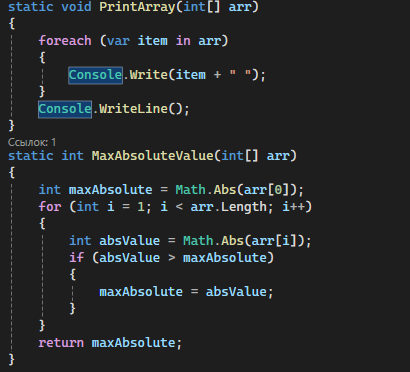 static void PrintArray(int[] arr)
{
    foreach (var item in arr)
    {
        Console.Write(item + " ");
    }
    Console.WriteLine();
}
Ссылок: 1
static int MaxAbsoluteValue(int[] arr)
{
    int maxAbsolute = Math.Abs(arr[0]);
    for (int i = 1; i < arr.Length; i++)
    {
        int absValue = Math.Abs(arr[i]);
        if (absValue > maxAbsolute)
        {
            maxAbsolute = absValue;
        }
    }
    return maxAbsolute;
}